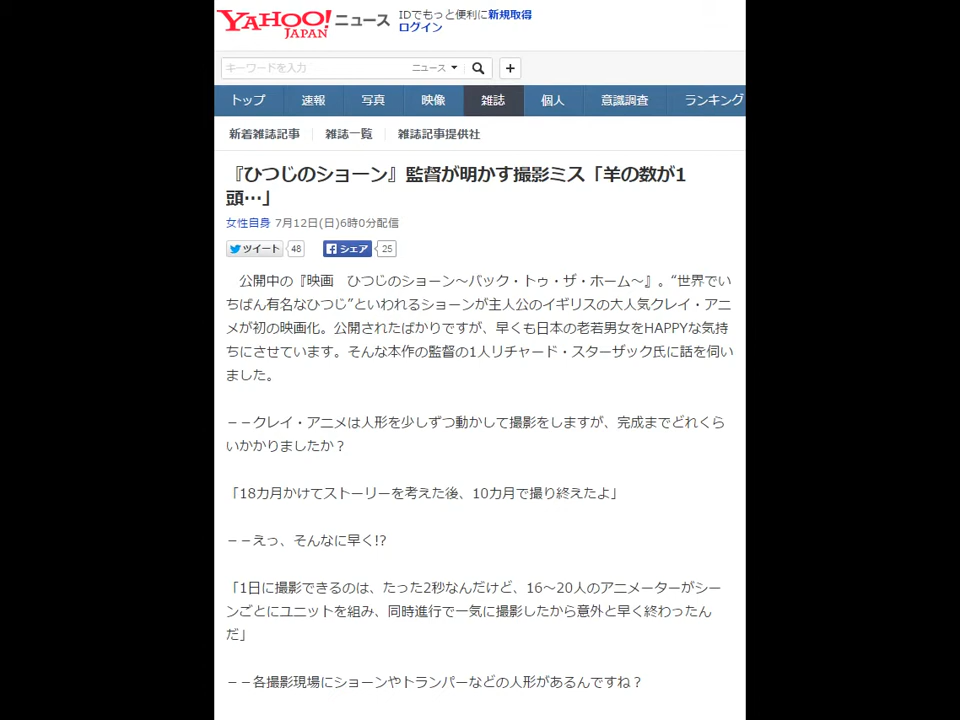 YAHOO! JAPAN ニュース
IDでもっと便利に新規取得
ログイン
キーワードを入力 ニュース
トップ 速報 写真 映像 雑誌 個人 意識調査 ランキング
新着雑誌記事 雑誌一覧 雑誌記事提供社
『ひつじのショーン』監督が明かす撮影ミス「羊の数が1
頭…」
女性自身 7月12日(日)6時0分配信
ツイート 48 シェア 25
公開中の『映画　ひつじのショーン～バック・トゥ・ザ・ホーム～』。“世界でい
ちばん有名なひつじ”といわれるショーンが主人公のイギリスの大人気クレイ・アニ
メが初の映画化。公開されたばかりですが、早くも日本の老若男女をHAPPYな気持
ちにさせています。そんな本作の監督の1人リチャード・スターザック氏に話を伺い
ました。
－－クレイ・アニメは人形を少しずつ動かして撮影をしますが、完成までどれくら
いかかりましたか？
「18カ月かけてストーリーを考えた後、10カ月で撮り終えたよ」
－－えっ、そんなに早く!?
「1日に撮影できるのは、たった2秒なんだけど、16～20人のアニメーターがシー
ンごとにユニットを組み、同時進行で一気に撮影したから意外と早く終わったん
だ」
－－各撮影現場にショーンやトランパーなどの人形があるんですね？